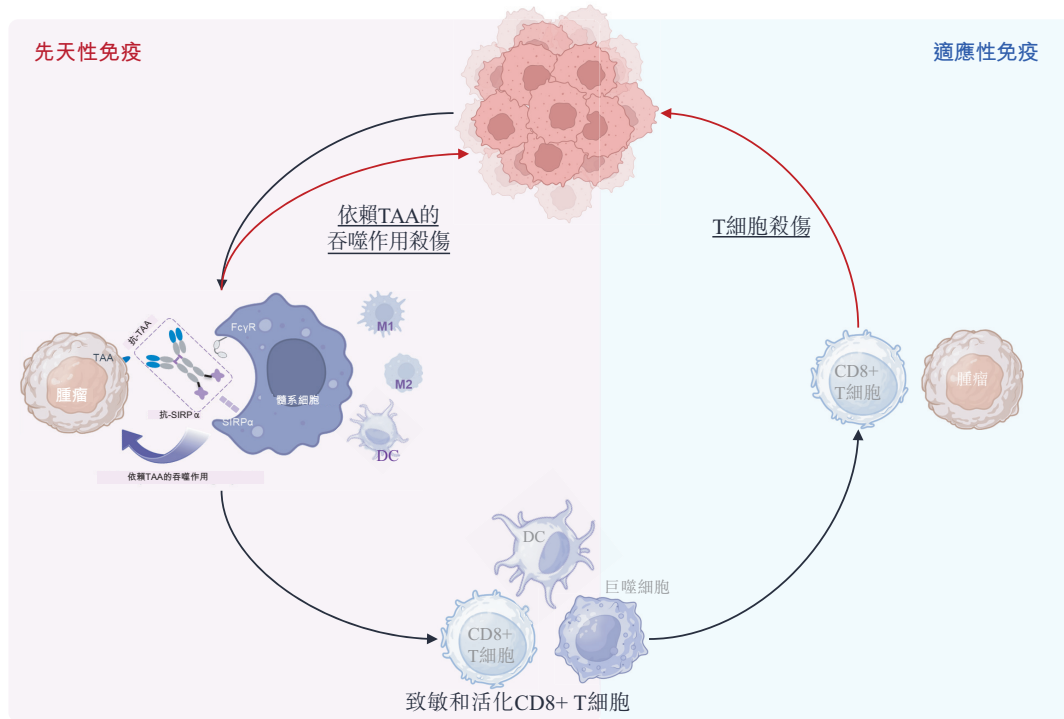 先天性免疫
適應性免疫
依賴TAA的
吞噬作用殺傷
T細胞殺傷
抗-TAA
FcγR
M1
TAA
腫瘤
髓系細胞
M2
抗-SIRPα
SIRPα
DC
依賴TAA的吞噬作用
CD8+
T細胞
腫瘤
DC
巨噬細胞
CD8+
T細胞
致敏和活化CD8+ T細胞